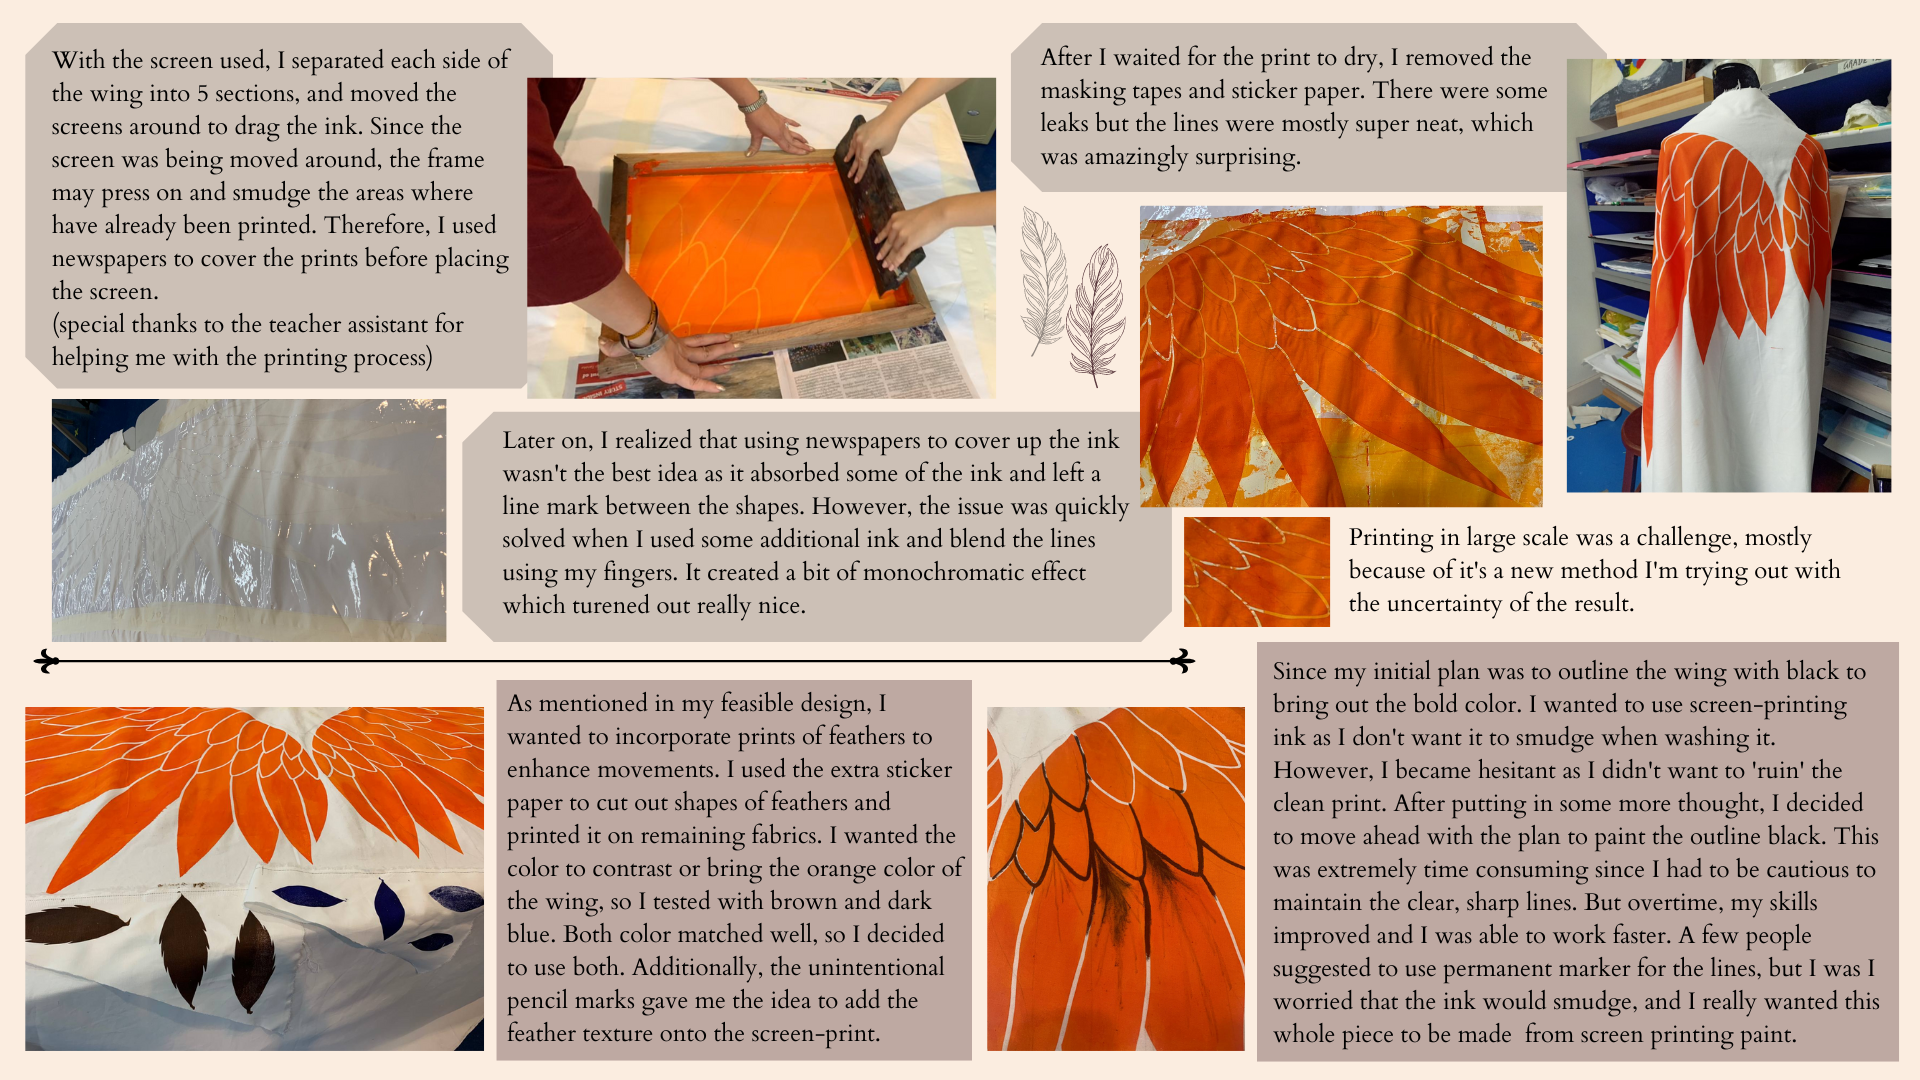 With the screen used, I separated each side of
the wing into 5 sections, and moved the
screens around to drag the ink. Since the
screen was being moved around, the frame
may press on and smudge the areas where
have already been printed. Therefore, I used
newspapers to cover the prints before placing
the screen.
(special thanks to the teacher assistant for
helping me with the printing process)
After I waited for the print to dry, I removed the
masking tapes and sticker paper. There were some
leaks but the lines were mostly super neat, which
was amazingly surprising.
Later on, I realized that using newspapers to cover up the ink
wasn't the best idea as it absorbed some of the ink and left a
line mark between the shapes. However, the issue was quickly
solved when I used some additional ink and blend the lines
using my fingers. It created a bit of monochromatic effect
which turened out really nice.
Printing in large scale was a challenge, mostly
because of it's a new method I'm trying out with
the uncertainty of the result.
As mentioned in my feasible design, I
wanted to incorporate prints of feathers to
enhance movements. I used the extra sticker
paper to cut out shapes of feathers and
printed it on remaining fabrics. I wanted the
color to contrast or bring the orange color of
the wing, so I tested with brown and dark
blue. Both color matched well, so I decided
to use both. Additionally, the unintentional
pencil marks gave me the idea to add the
feather texture onto the screen-print.
Since my initial plan was to outline the wing with black to
bring out the bold color. I wanted to use screen-printing
ink as I don't want it to smudge when washing it.
However, I became hesitant as I didn't want to 'ruin' the
clean print. After putting in some more thought, I decided
to move ahead with the plan to paint the outline black. This
was extremely time consuming since I had to be cautious to
maintain the clear, sharp lines. But overtime, my skills
improved and I was able to work faster. A few people
suggested to use permanent marker for the lines, but I was I
worried that the ink would smudge, and I really wanted this
whole piece to be made  from screen printing paint.